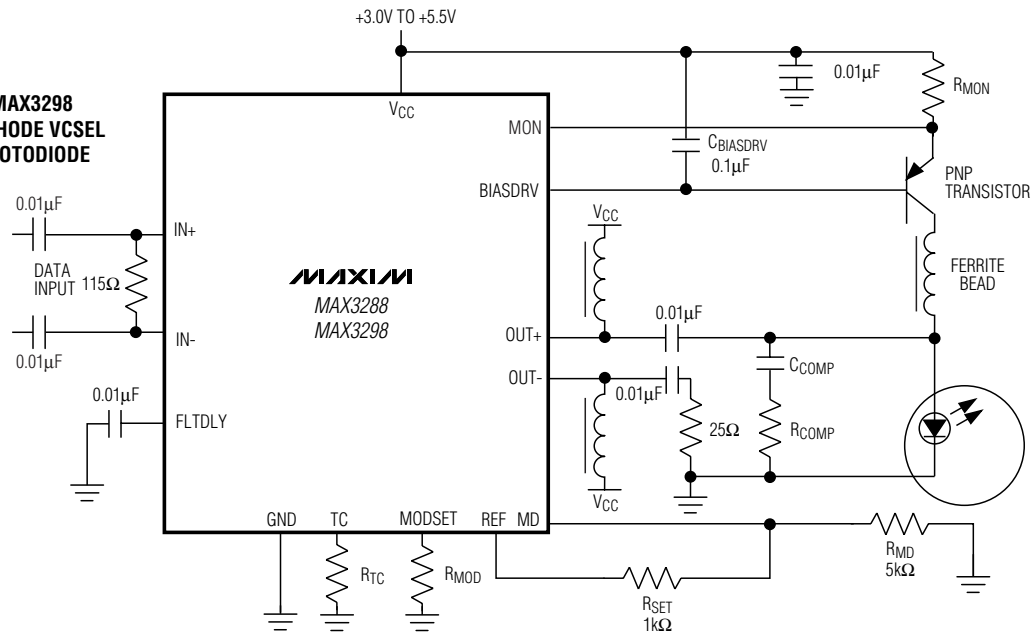 +3.0V TO +5.5V
MAX3298
HODE VCSEL
OTODIODE
VCC
0.01μF
RMON
MON
CBIASDRV
0.1μF
BIASDRV
PNP
TRANSISTOR
0.01μF
IN+
DATA
INPUT
115Ω
IN-
0.01μF
MAXIM
MAX3288
MAX3298
VCC
FERRITE
BEAD
0.01μF
OUT+
OUT-
CCOMP
0.01μF
25Ω
RCOMP
VCC
0.01μF
FLTDLY
GND
TC
MODSET
REF
MD
RTC
RMOD
RSET
1kΩ
RMD
5kΩ